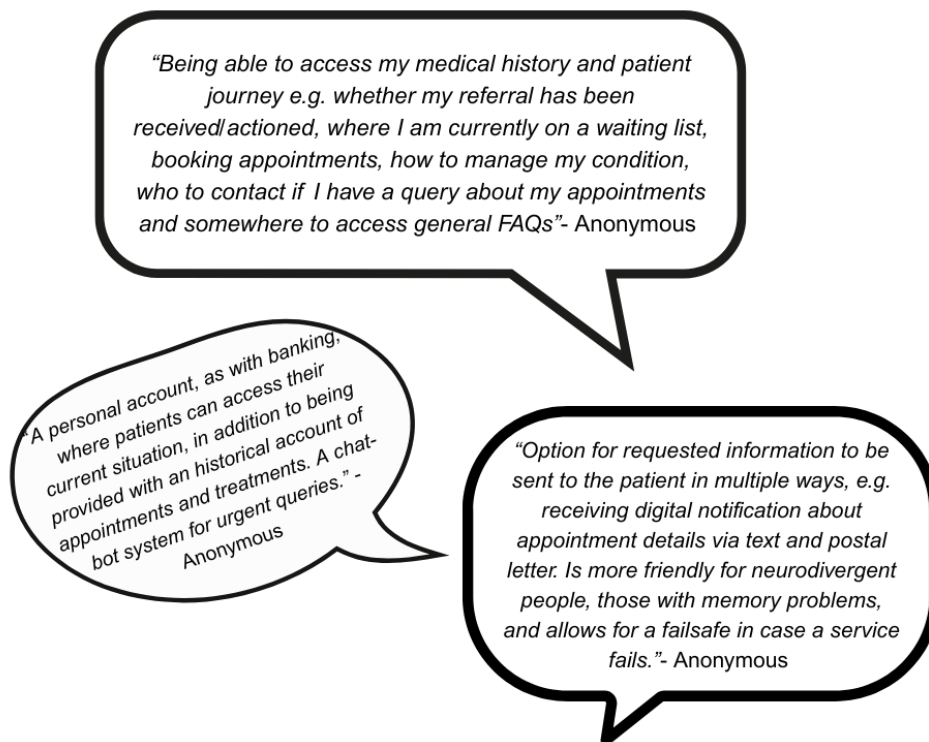 “Being able to access my medical history and patient
journey e.g. whether my referral has been
received/actioned, where I am currently on a waiting list,
booking appointments, how to manage my condition,
who to contact if I have a query about my appointments
and somewhere to access general FAQs”- Anonymous
“A personal account, as with banking,
where patients can access their
current situation, in addition to being
provided with an historical account of
appointments and treatments. A chat-
bot system for urgent queries.” -
Anonymous
“Option for requested information to be
sent to the patient in multiple ways, e.g.
receiving digital notification about
appointment details via text and postal
letter. Is more friendly for neurodivergent
people, those with memory problems,
and allows for a failsafe in case a service
fails.”- Anonymous